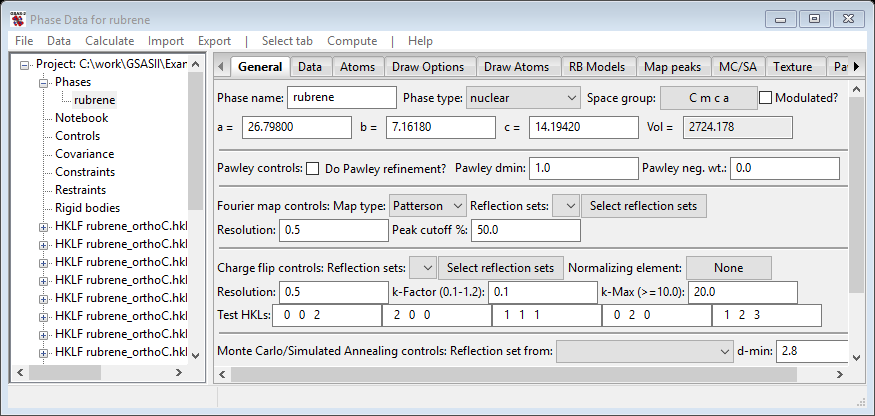 Phase Data for rubrene
File Data Calculate Import Export | Select tab Compute | Help
Project: C:\work\GSASII\Exan
Phases
rubrene
Notebook
Controls
Covariance
Constraints
Restraints
Rigid bodies
HKLF rubrene_orthoC.hkl
HKLF rubrene_orthoC.hkl
HKLF rubrene_orthoC.hkl
HKLF rubrene_orthoC.hkl
HKLF rubrene_orthoC.hkl
HKLF rubrene_orthoC.hkl
HKLF rubrene_orthoC.hkl
HKLF rubrene_orthoC.hkl
General Data Atoms Draw Options Draw Atoms RB Models Map peaks MC/SA Texture Pa
Phase name: rubrene Phase type: nuclear Space group: C m c a Modulated?
a = 26.79800 b = 7.16180 c = 14.19420 Vol = 2724.178
Pawley controls: Do Pawley refinement? Pawley dmin: 1.0 Pawley neg. wt.: 0.0
Fourier map controls: Map type: Patterson Reflection sets: Select reflection sets
Resolution: 0.5 Peak cutoff %: 50.0
Charge flip controls: Reflection sets: Select reflection sets Normalizing element: None
Resolution: 0.5 k-Factor (0.1-1.2): 0.1 k-Max (>=10.0): 20.0
Test HKLs: 0 0 2 2 0 0 1 1 1 0 2 0 1 2 3
Monte Carlo/Simulated Annealing controls: Reflection set from: d-min: 2.8